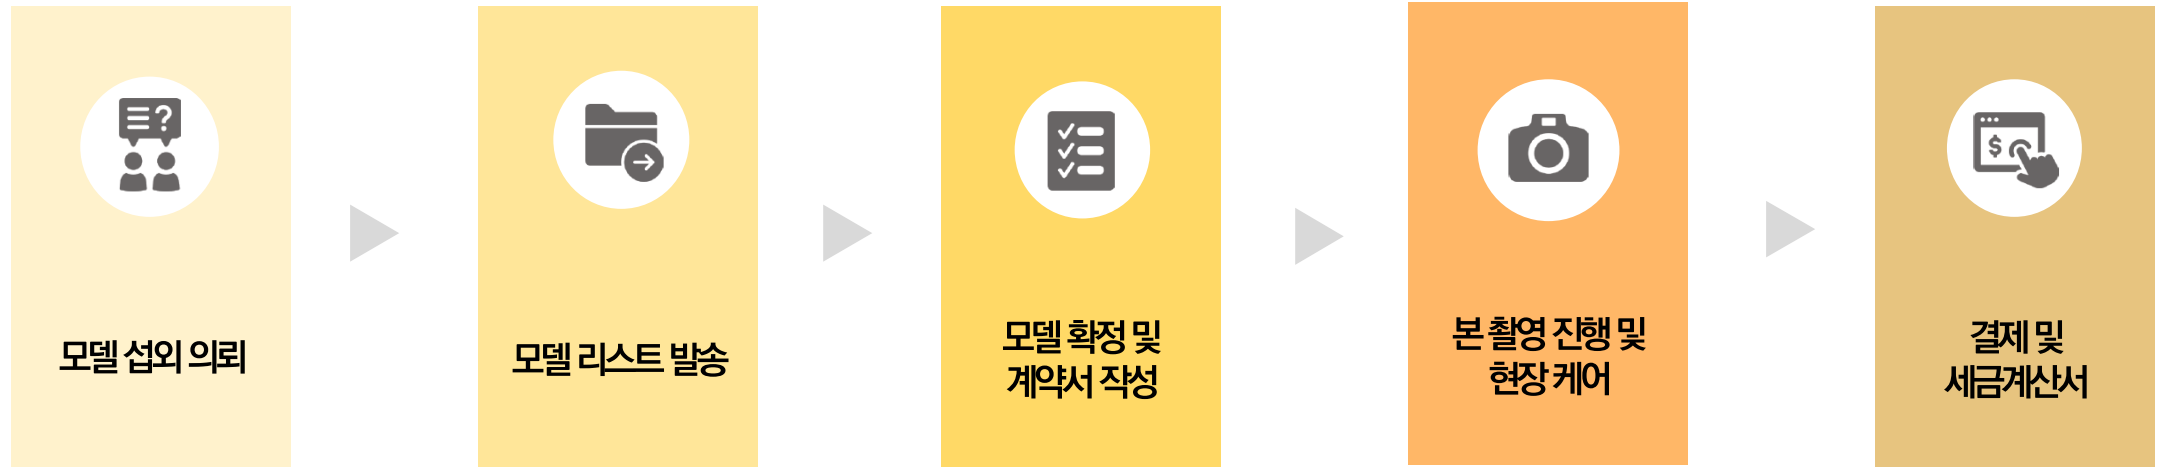 모델 섭외 의뢰
모델 리스트 발송
모델 확정 및
계약서 작성
본 촬영 진행 및
현장 케어
결제 및
세금계산서